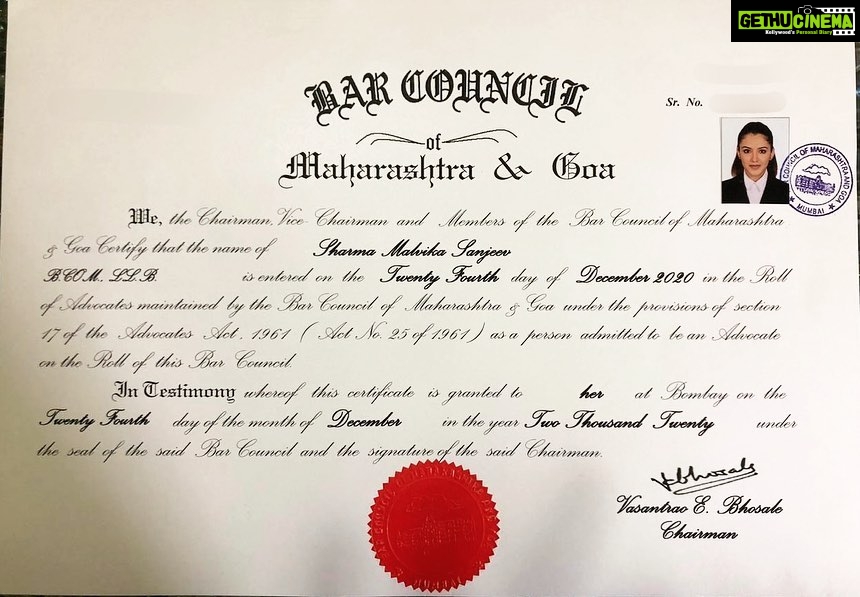 GETHUCINEMA
Kollywood's Personal Diary
BAR COUNCIL
Sr. No.
of
Maharashtra & Goa
COUNCIL OF MAHARASHTRA AND GOA
★ MUMBAI ★
We, the Chairman, Vice-Chairman and Members of the Bar Council of Maharashtra
& Goa Certify that the name of Sharma Malvika Sanjeev
B.COM. LL.B. is entered on the Twenty Fourth day of December 2020 in the Roll
of Advocates maintained by the Bar Council of Maharashtra & Goa under the provisions of section
17 of the Advocates Act, 1961 ( Act No. 25 of 1961 ) as a person admitted to be an Advocate
on the Roll of this Bar Council.
In Testimony whereof this certificate is granted to her at Bombay on the
Twenty Fourth day of the month of December in the year Two Thousand Twenty under
the seal of the said Bar Council and the signature of the said Chairman.
Vasantrao E. Bhosale
Chairman